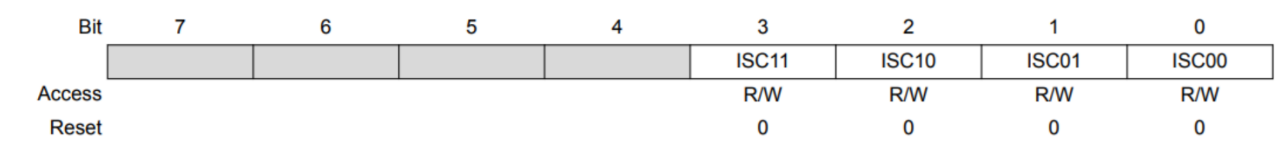 Bit 7 6 5 4 3 2 1 0
ISC11 ISC10 ISC01 ISC00
Access R/W R/W R/W R/W
Reset 0 0 0 0